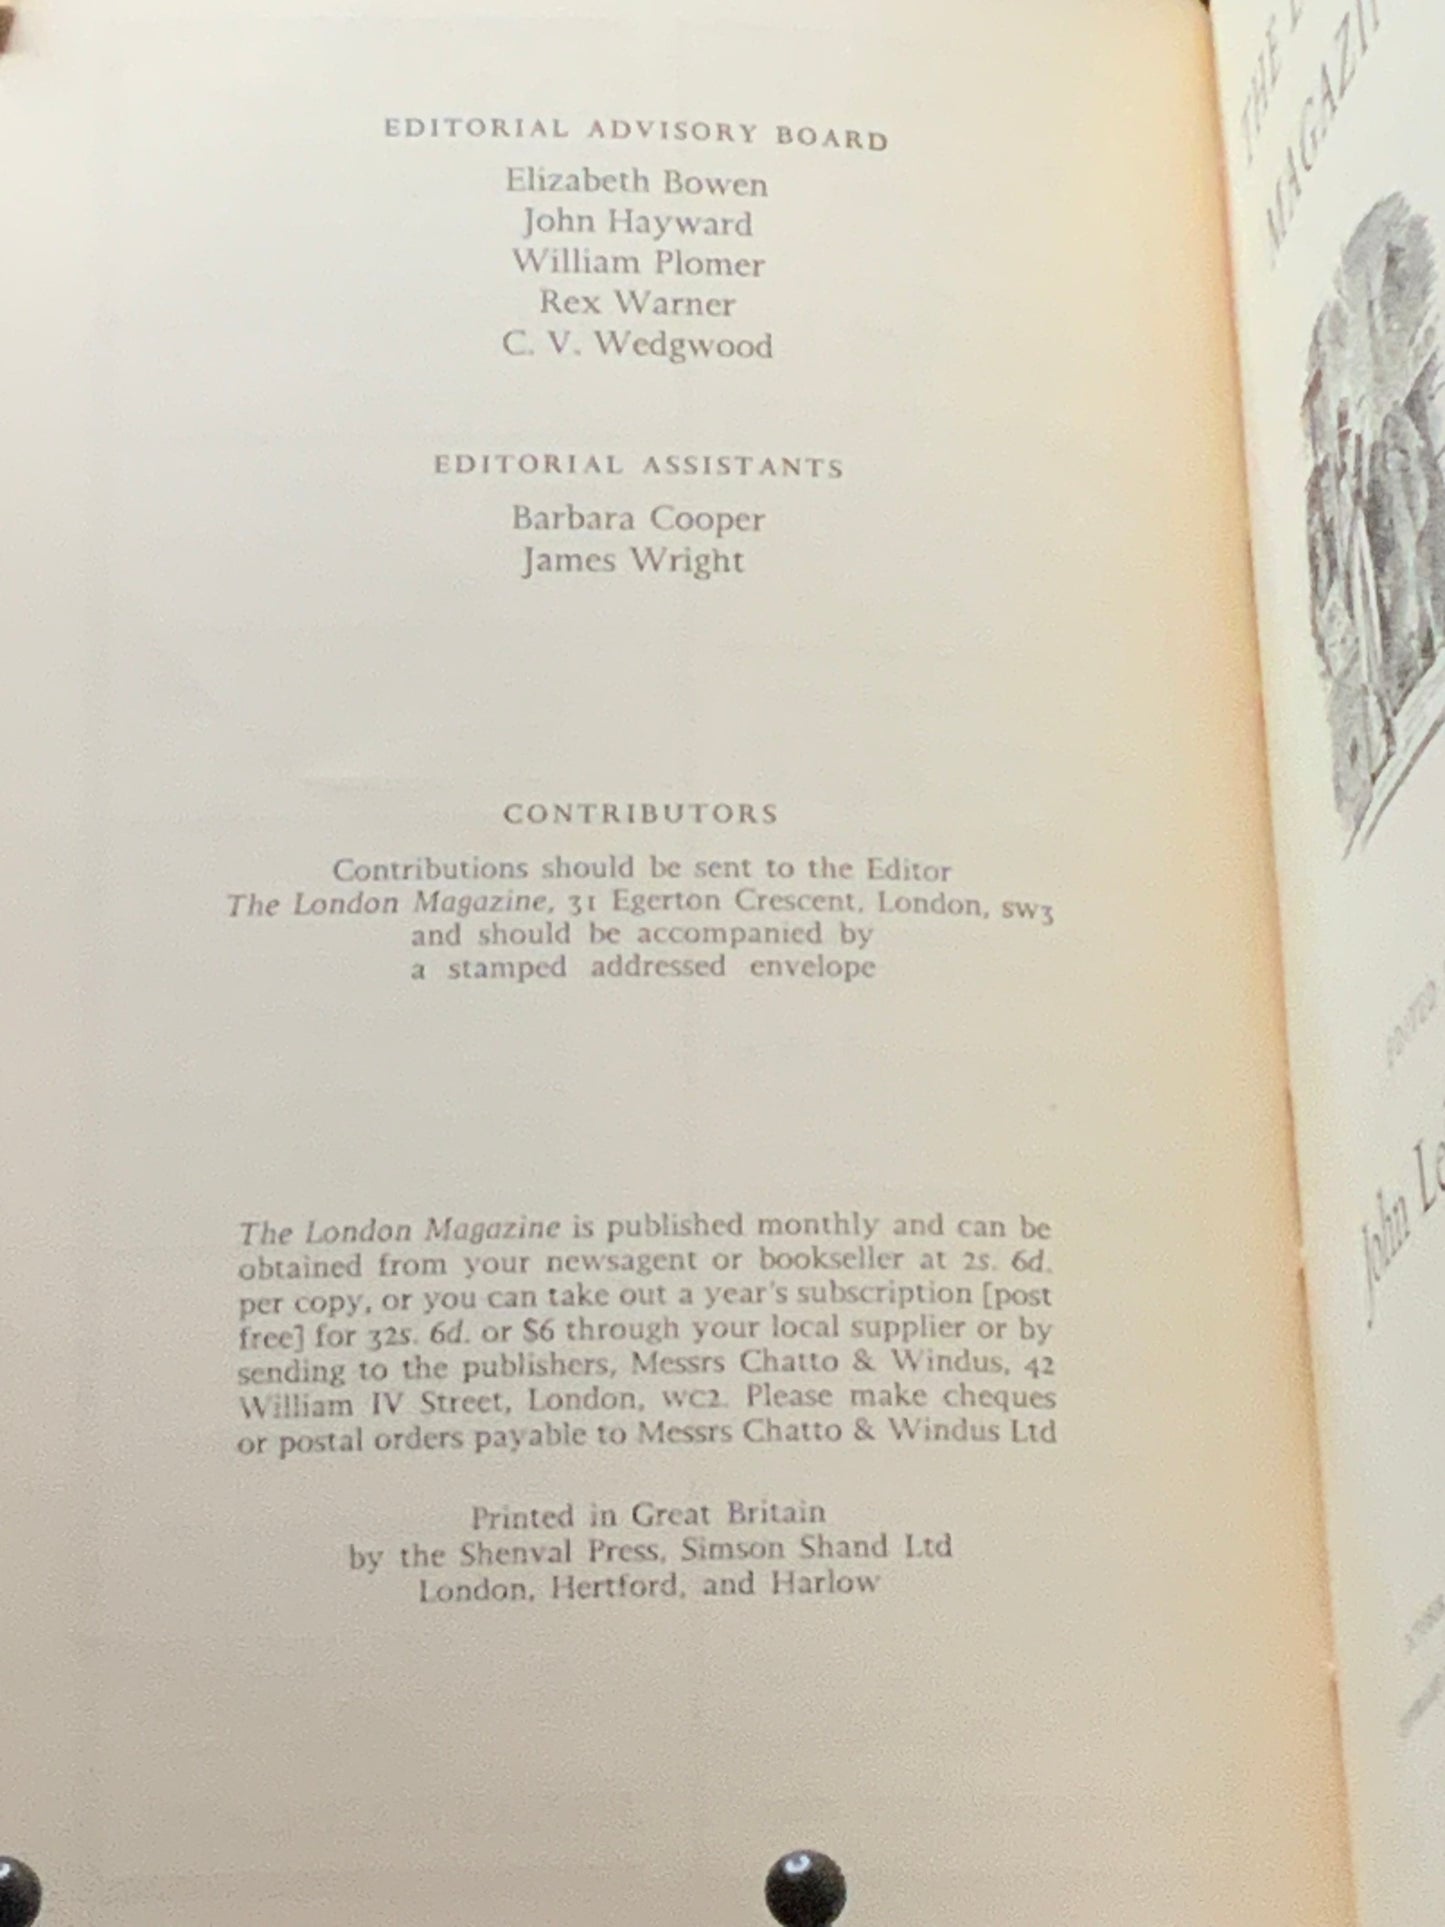 EDITORIAL ADVISORY BOARD
Elizabeth Bowen
John Hayward
William Plomer
Rex Warner
C. V. Wedgwood
EDITORIAL ASSISTANTS
Barbara Cooper
James Wright
CONTRIBUTORS
Contributions should be sent to the Editor
The London Magazine, 31 Egerton Crescent, London, SW3
and should be accompanied by
a stamped addressed envelope
The London Magazine is published monthly and can be
obtained from your newsagent or bookseller at 2s. 6d.
per copy, or you can take out a year's subscription [post
free] for 32s. 6d. or $6 through your local supplier or by
sending to the publishers, Messrs Chatto & Windus, 42
William IV Street, London, WC2. Please make cheques
or postal orders payable to Messrs Chatto & Windus Ltd
Printed in Great Britain
by the Shenval Press, Simson Shand Ltd
London, Hertford, and Harlow
THE
MAGAZI
EDITED
John Le